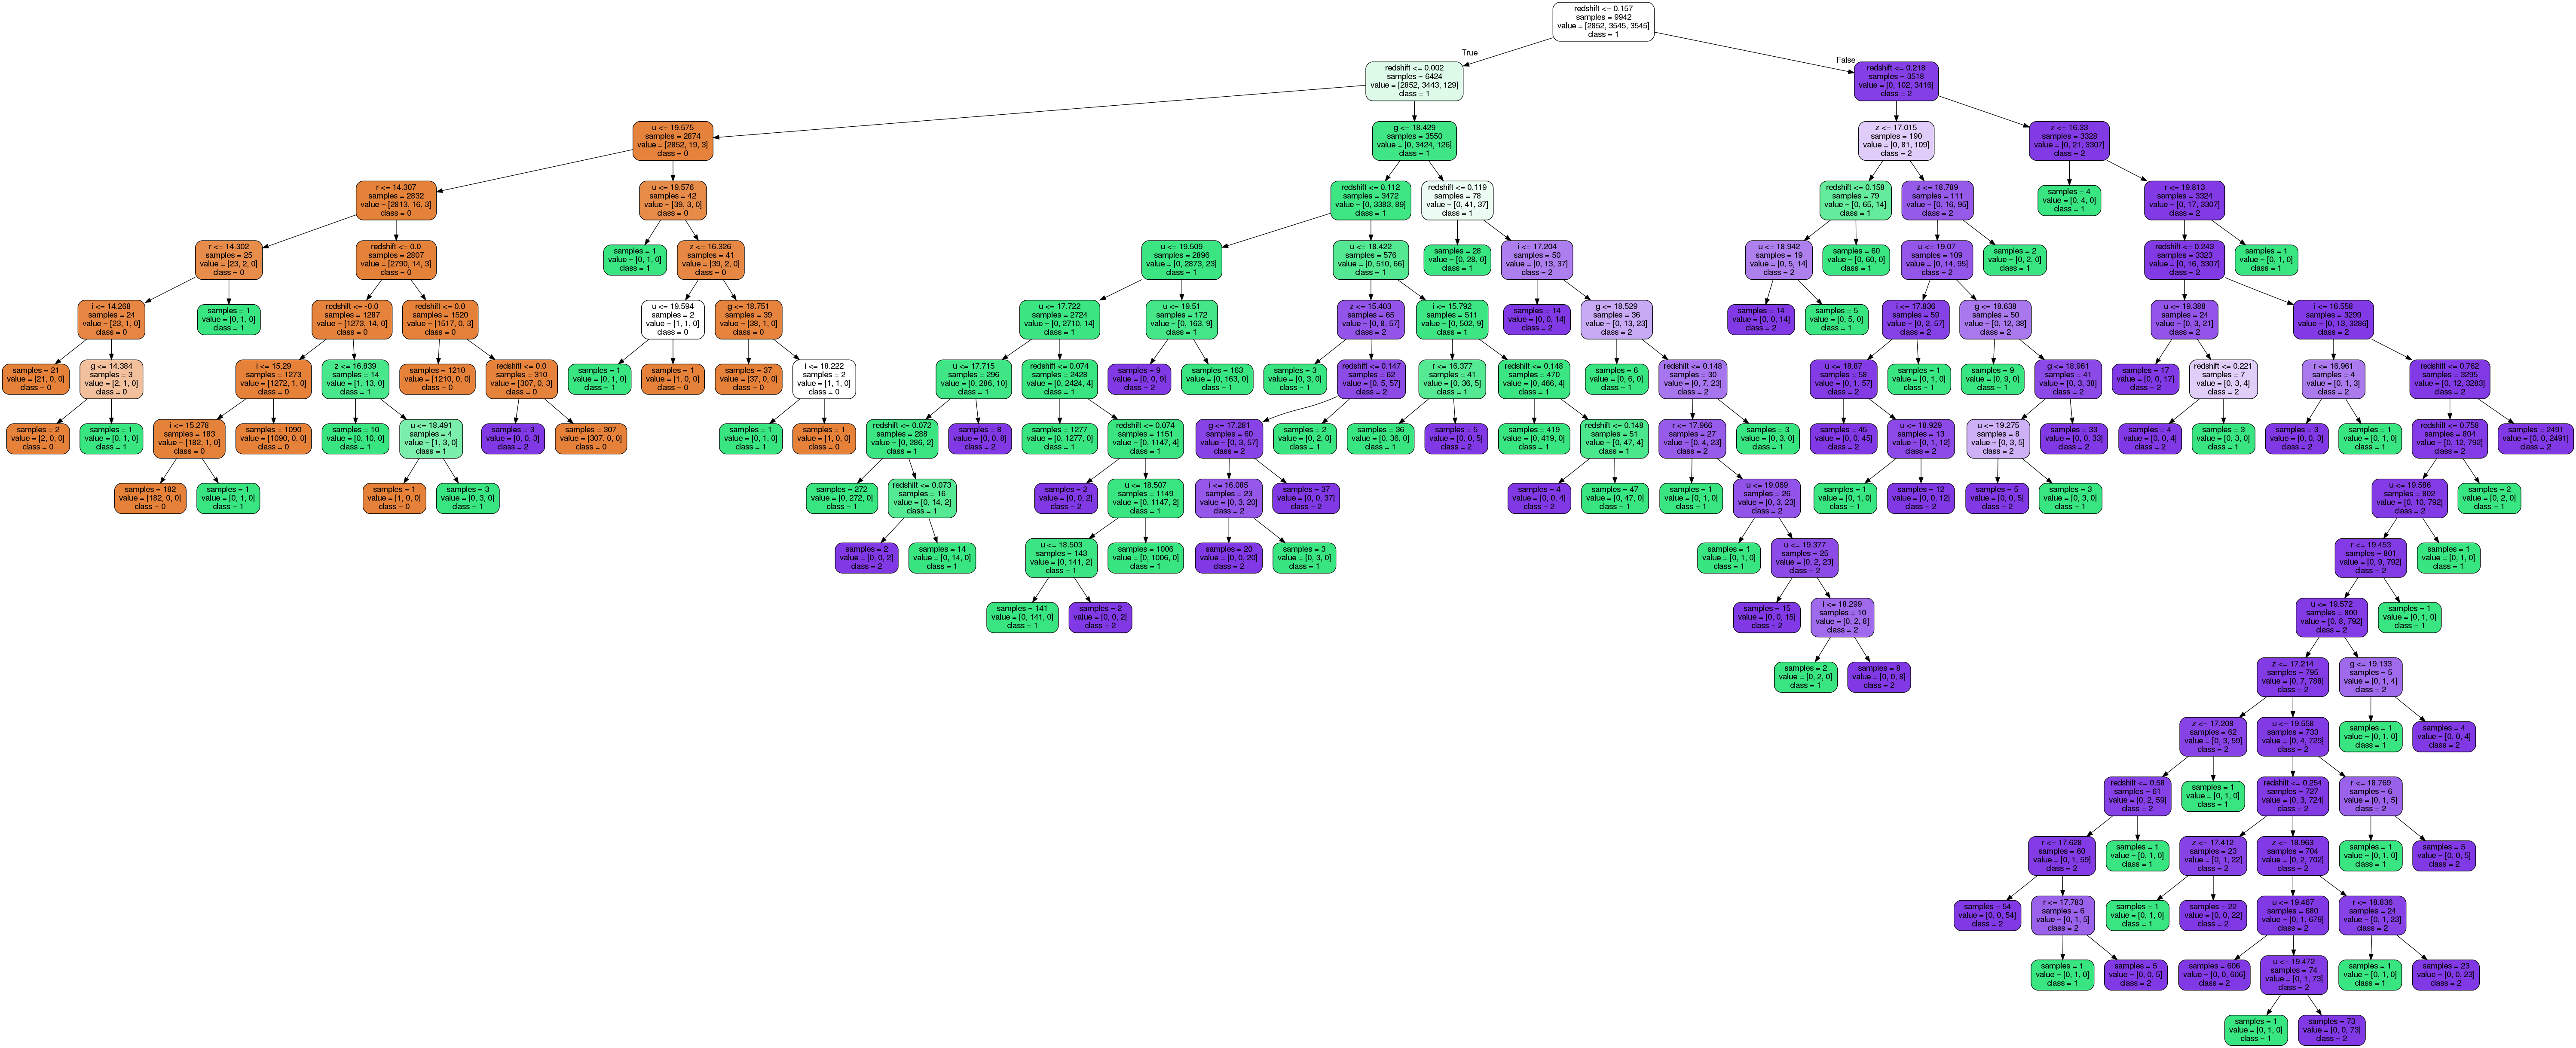 redshift <= 0.157
samples = 9942
value = [2852, 3545, 3545]
class = 1
True
False
redshift <= 0.002
samples = 6424
value = [2852, 3443, 129]
class = 1
redshift <= 0.218
samples = 3518
value = [0, 102, 3416]
class = 2
u <= 19.575
samples = 2874
value = [2852, 19, 3]
class = 0
g <= 18.429
samples = 3550
value = [0, 3424, 126]
class = 1
z <= 17.015
samples = 190
value = [0, 81, 109]
class = 2
z <= 16.33
samples = 3328
value = [0, 21, 3307]
class = 2
r <= 14.307
samples = 2832
value = [2813, 16, 3]
class = 0
u <= 19.576
samples = 42
value = [39, 3, 0]
class = 0
redshift <= 0.112
samples = 3472
value = [0, 3383, 89]
class = 1
redshift <= 0.119
samples = 78
value = [0, 41, 37]
class = 1
redshift <= 0.158
samples = 79
value = [0, 65, 14]
class = 1
z <= 18.789
samples = 111
value = [0, 16, 95]
class = 2
samples = 4
value = [0, 4, 0]
class = 1
r <= 19.813
samples = 3324
value = [0, 17, 3307]
class = 2
r <= 14.302
samples = 25
value = [23, 2, 0]
class = 0
redshift <= 0.0
samples = 2807
value = [2790, 14, 3]
class = 0
samples = 1
value = [0, 1, 0]
class = 1
z <= 16.326
samples = 41
value = [39, 2, 0]
class = 0
u <= 19.509
samples = 2896
value = [0, 2873, 23]
class = 1
u <= 18.422
samples = 576
value = [0, 510, 66]
class = 1
samples = 28
value = [0, 28, 0]
class = 1
i <= 17.204
samples = 50
value = [0, 13, 37]
class = 2
u <= 18.942
samples = 19
value = [0, 5, 14]
class = 2
samples = 60
value = [0, 60, 0]
class = 1
u <= 19.07
samples = 109
value = [0, 14, 95]
class = 2
samples = 2
value = [0, 2, 0]
class = 1
redshift <= 0.243
samples = 3323
value = [0, 16, 3307]
class = 2
samples = 1
value = [0, 1, 0]
class = 1
i <= 14.268
samples = 24
value = [23, 1, 0]
class = 0
samples = 1
value = [0, 1, 0]
class = 1
redshift <= -0.0
samples = 1287
value = [1273, 14, 0]
class = 0
redshift <= 0.0
samples = 1520
value = [1517, 0, 3]
class = 0
u <= 19.594
samples = 2
value = [1, 1, 0]
class = 0
g <= 18.751
samples = 39
value = [38, 1, 0]
class = 0
u <= 17.722
samples = 2724
value = [0, 2710, 14]
class = 1
u <= 19.51
samples = 172
value = [0, 163, 9]
class = 1
z <= 15.403
samples = 65
value = [0, 8, 57]
class = 2
i <= 15.792
samples = 511
value = [0, 502, 9]
class = 1
samples = 14
value = [0, 0, 14]
class = 2
g <= 18.529
samples = 36
value = [0, 13, 23]
class = 2
samples = 14
value = [0, 0, 14]
class = 2
samples = 5
value = [0, 5, 0]
class = 1
i <= 17.836
samples = 59
value = [0, 2, 57]
class = 2
g <= 18.638
samples = 50
value = [0, 12, 38]
class = 2
u <= 19.388
samples = 24
value = [0, 3, 21]
class = 2
i <= 16.558
samples = 3299
value = [0, 13, 3286]
class = 2
samples = 21
value = [21, 0, 0]
class = 0
g <= 14.384
samples = 3
value = [2, 1, 0]
class = 0
i <= 15.29
samples = 1273
value = [1272, 1, 0]
class = 0
z <= 16.839
samples = 14
value = [1, 13, 0]
class = 1
samples = 1210
value = [1210, 0, 0]
class = 0
redshift <= 0.0
samples = 310
value = [307, 0, 3]
class = 0
samples = 1
value = [0, 1, 0]
class = 1
samples = 1
value = [1, 0, 0]
class = 0
samples = 37
value = [37, 0, 0]
class = 0
i <= 18.222
samples = 2
value = [1, 1, 0]
class = 0
u <= 17.715
samples = 296
value = [0, 286, 10]
class = 1
redshift <= 0.074
samples = 2428
value = [0, 2424, 4]
class = 1
samples = 9
value = [0, 0, 9]
class = 2
samples = 163
value = [0, 163, 0]
class = 1
samples = 3
value = [0, 3, 0]
class = 1
redshift <= 0.147
samples = 62
value = [0, 5, 57]
class = 2
r <= 16.377
samples = 41
value = [0, 36, 5]
class = 1
redshift <= 0.148
samples = 470
value = [0, 466, 4]
class = 1
samples = 6
value = [0, 6, 0]
class = 1
redshift <= 0.148
samples = 30
value = [0, 7, 23]
class = 2
u <= 18.87
samples = 58
value = [0, 1, 57]
class = 2
samples = 1
value = [0, 1, 0]
class = 1
samples = 9
value = [0, 9, 0]
class = 1
g <= 18.961
samples = 41
value = [0, 3, 38]
class = 2
samples = 17
value = [0, 0, 17]
class = 2
redshift <= 0.221
samples = 7
value = [0, 3, 4]
class = 2
r <= 16.961
samples = 4
value = [0, 1, 3]
class = 2
redshift <= 0.762
samples = 3295
value = [0, 12, 3283]
class = 2
samples = 2
value = [2, 0, 0]
class = 0
samples = 1
value = [0, 1, 0]
class = 1
i <= 15.278
samples = 183
value = [182, 1, 0]
class = 0
samples = 1090
value = [1090, 0, 0]
class = 0
samples = 10
value = [0, 10, 0]
class = 1
u <= 18.491
samples = 4
value = [1, 3, 0]
class = 1
samples = 3
value = [0, 0, 3]
class = 2
samples = 307
value = [307, 0, 0]
class = 0
samples = 1
value = [0, 1, 0]
class = 1
samples = 1
value = [1, 0, 0]
class = 0
redshift <= 0.072
samples = 288
value = [0, 286, 2]
class = 1
samples = 8
value = [0, 0, 8]
class = 2
samples = 1277
value = [0, 1277, 0]
class = 1
redshift <= 0.074
samples = 1151
value = [0, 1147, 4]
class = 1
g <= 17.281
samples = 60
value = [0, 3, 57]
class = 2
samples = 2
value = [0, 2, 0]
class = 1
samples = 36
value = [0, 36, 0]
class = 1
samples = 5
value = [0, 0, 5]
class = 2
samples = 419
value = [0, 419, 0]
class = 1
redshift <= 0.148
samples = 51
value = [0, 47, 4]
class = 1
r <= 17.966
samples = 27
value = [0, 4, 23]
class = 2
samples = 3
value = [0, 3, 0]
class = 1
samples = 45
value = [0, 0, 45]
class = 2
u <= 18.929
samples = 13
value = [0, 1, 12]
class = 2
u <= 19.275
samples = 8
value = [0, 3, 5]
class = 2
samples = 33
value = [0, 0, 33]
class = 2
samples = 4
value = [0, 0, 4]
class = 2
samples = 3
value = [0, 3, 0]
class = 1
samples = 3
value = [0, 0, 3]
class = 2
samples = 1
value = [0, 1, 0]
class = 1
redshift <= 0.758
samples = 804
value = [0, 12, 792]
class = 2
samples = 2491
value = [0, 0, 2491]
class = 2
samples = 182
value = [182, 0, 0]
class = 0
samples = 1
value = [0, 1, 0]
class = 1
samples = 1
value = [1, 0, 0]
class = 0
samples = 3
value = [0, 3, 0]
class = 1
samples = 272
value = [0, 272, 0]
class = 1
redshift <= 0.073
samples = 16
value = [0, 14, 2]
class = 1
samples = 2
value = [0, 0, 2]
class = 2
u <= 18.507
samples = 1149
value = [0, 1147, 2]
class = 1
i <= 16.085
samples = 23
value = [0, 3, 20]
class = 2
samples = 37
value = [0, 0, 37]
class = 2
samples = 4
value = [0, 0, 4]
class = 2
samples = 47
value = [0, 47, 0]
class = 1
samples = 1
value = [0, 1, 0]
class = 1
u <= 19.069
samples = 26
value = [0, 3, 23]
class = 2
samples = 1
value = [0, 1, 0]
class = 1
samples = 12
value = [0, 0, 12]
class = 2
samples = 5
value = [0, 0, 5]
class = 2
samples = 3
value = [0, 3, 0]
class = 1
u <= 19.586
samples = 802
value = [0, 10, 792]
class = 2
samples = 2
value = [0, 2, 0]
class = 1
samples = 2
value = [0, 0, 2]
class = 2
samples = 14
value = [0, 14, 0]
class = 1
u <= 18.503
samples = 143
value = [0, 141, 2]
class = 1
samples = 1006
value = [0, 1006, 0]
class = 1
samples = 20
value = [0, 0, 20]
class = 2
samples = 3
value = [0, 3, 0]
class = 1
samples = 1
value = [0, 1, 0]
class = 1
u <= 19.377
samples = 25
value = [0, 2, 23]
class = 2
r <= 19.453
samples = 801
value = [0, 9, 792]
class = 2
samples = 1
value = [0, 1, 0]
class = 1
samples = 141
value = [0, 141, 0]
class = 1
samples = 2
value = [0, 0, 2]
class = 2
samples = 15
value = [0, 0, 15]
class = 2
i <= 18.299
samples = 10
value = [0, 2, 8]
class = 2
u <= 19.572
samples = 800
value = [0, 8, 792]
class = 2
samples = 1
value = [0, 1, 0]
class = 1
samples = 2
value = [0, 2, 0]
class = 1
samples = 8
value = [0, 0, 8]
class = 2
z <= 17.214
samples = 795
value = [0, 7, 788]
class = 2
g <= 19.133
samples = 5
value = [0, 1, 4]
class = 2
z <= 17.208
samples = 62
value = [0, 3, 59]
class = 2
u <= 19.558
samples = 733
value = [0, 4, 729]
class = 2
samples = 1
value = [0, 1, 0]
class = 1
samples = 4
value = [0, 0, 4]
class = 2
redshift <= 0.58
samples = 61
value = [0, 2, 59]
class = 2
samples = 1
value = [0, 1, 0]
class = 1
redshift <= 0.254
samples = 727
value = [0, 3, 724]
class = 2
r <= 18.769
samples = 6
value = [0, 1, 5]
class = 2
r <= 17.628
samples = 60
value = [0, 1, 59]
class = 2
samples = 1
value = [0, 1, 0]
class = 1
z <= 17.412
samples = 23
value = [0, 1, 22]
class = 2
z <= 18.963
samples = 704
value = [0, 2, 702]
class = 2
samples = 1
value = [0, 1, 0]
class = 1
samples = 5
value = [0, 0, 5]
class = 2
samples = 54
value = [0, 0, 54]
class = 2
r <= 17.783
samples = 6
value = [0, 1, 5]
class = 2
samples = 1
value = [0, 1, 0]
class = 1
samples = 22
value = [0, 0, 22]
class = 2
u <= 19.467
samples = 680
value = [0, 1, 679]
class = 2
r <= 18.836
samples = 24
value = [0, 1, 23]
class = 2
samples = 1
value = [0, 1, 0]
class = 1
samples = 5
value = [0, 0, 5]
class = 2
samples = 606
value = [0, 0, 606]
class = 2
u <= 19.472
samples = 74
value = [0, 1, 73]
class = 2
samples = 1
value = [0, 1, 0]
class = 1
samples = 23
value = [0, 0, 23]
class = 2
samples = 1
value = [0, 1, 0]
class = 1
samples = 73
value = [0, 0, 73]
class = 2